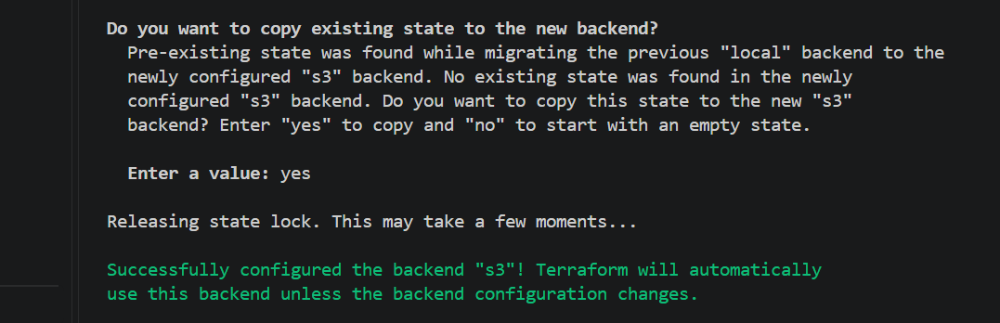 Do you want to copy existing state to the new backend?
Pre-existing state was found while migrating the previous "local" backend to the
newly configured "s3" backend. No existing state was found in the newly
configured "s3" backend. Do you want to copy this state to the new "s3"
backend? Enter "yes" to copy and "no" to start with an empty state.
Enter a value: yes
Releasing state lock. This may take a few moments...
Successfully configured the backend "s3"! Terraform will automatically
use this backend unless the backend configuration changes.